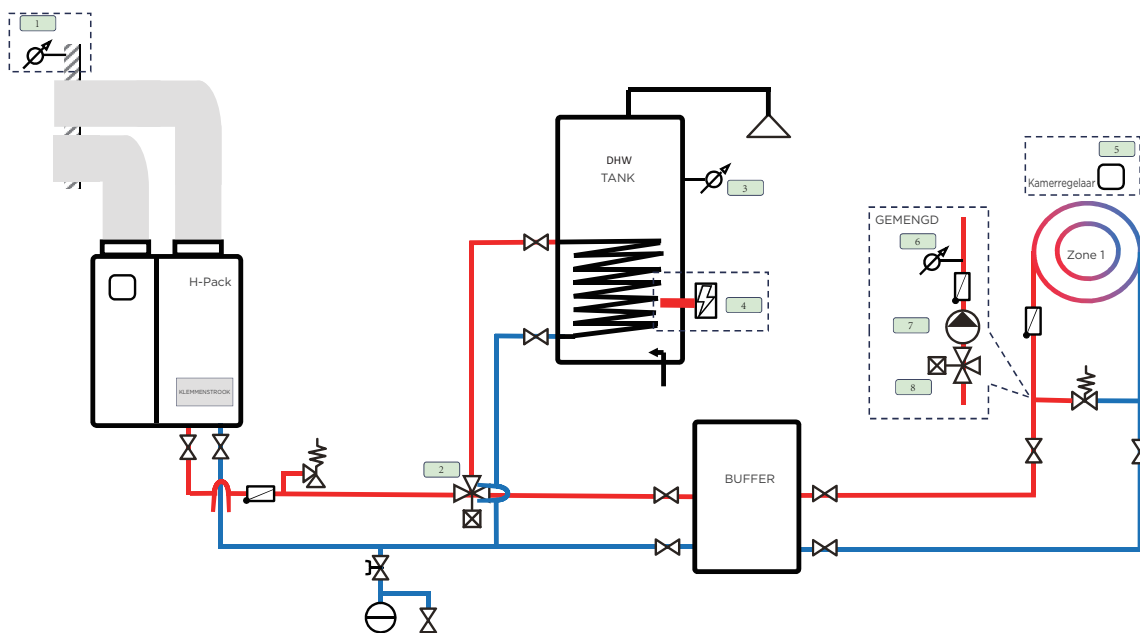 1
DHW
TANK
3
5
Kamerregelaar
GEMENGD
6
Zone 1
H-Pack
4
7
KLEMMENSTROOK
8
2
BUFFER